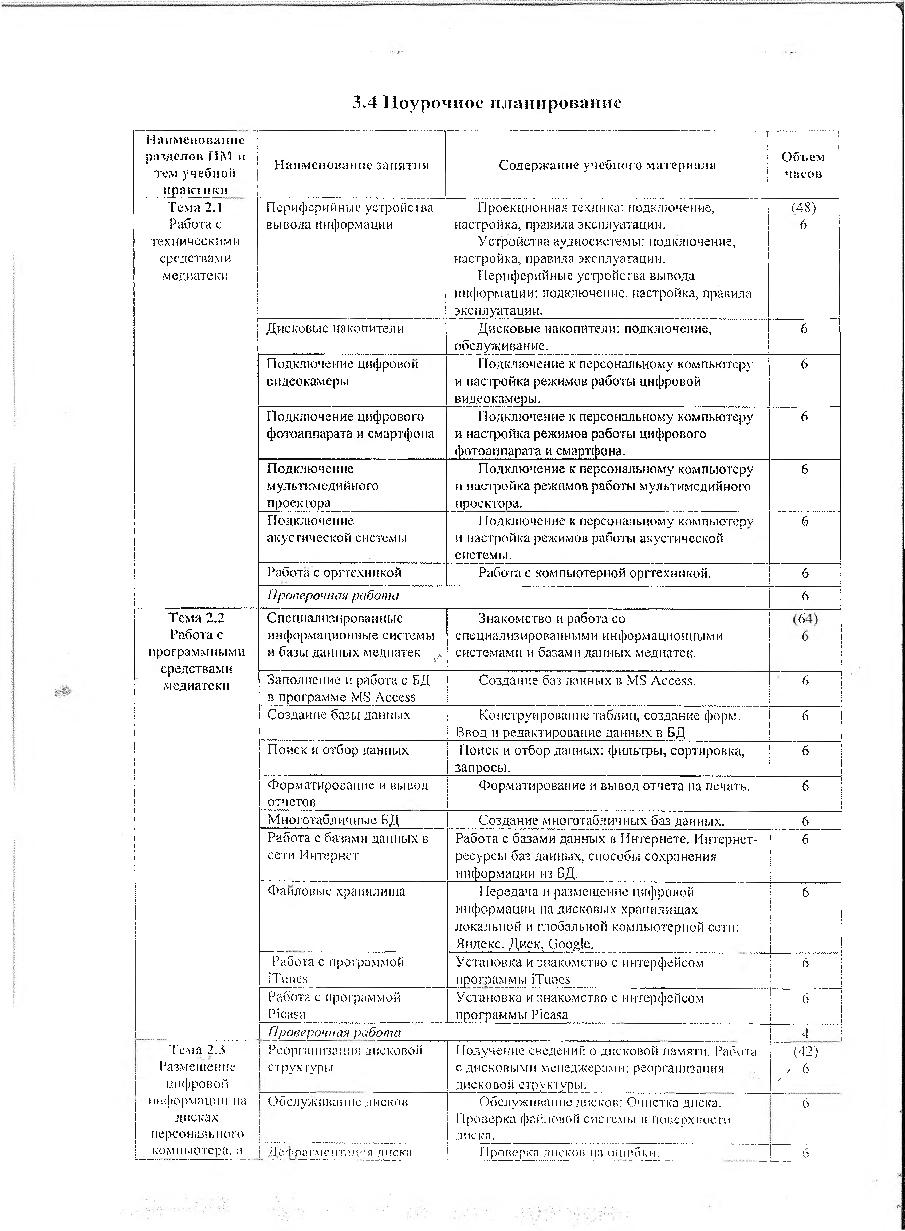 3.4 Поурочное планирование
Наименование
разделов ПМ и
тем учебной
практики
Наименование занятия
Содержание учебного материала
Объем
часов
Тема 2.1
Работа с
техническими
средствами
медиатеки
Периферийные устройства
вывода информации
Проекционная техника: подключение,
настройка, правила эксплуатации.
Устройства аудиосистемы: подключение,
настройка, правила эксплуатации.
Периферийные устройства вывода
информации: подключение, настройка, правила
эксплуатации.
(48)
6
Дисковые накопители
Дисковые накопители: подключение,
обслуживание.
6
Подключение цифровой
видеокамеры
Подключение к персональному компьютеру
и настройка режимов работы цифровой
видеокамеры.
6
Подключение цифрового
фотоаппарата и смартфона
Подключение к персональному компьютеру
и настройка режимов работы цифрового
фотоаппарата и смартфона.
6
Подключение
мультимедийного
проектора
Подключение к персональному компьютеру
и настройка режимов работы мультимедийного
проектора.
6
Подключение
акустической системы
Подключение к персональному компьютеру
и настройка режимов работы акустической
системы.
6
Работа с оргтехникой
Работа с компьютерной оргтехникой.
6
Проверочная работа
6
Тема 2.2
Работа с
программными
средствами
медиатеки
Специализированные
информационные системы
и базы данных медиатек
Знакомство и работа со
специализированными информационными
системами и базами данных медиатек.
(64)
6
Заполнение и работа с БД
в программе MS Access
Создание баз данных в MS Access.
6
Создание базы данных
Конструирование таблиц, создание форм.
Ввод и редактирование данных в БД
6
Поиск и отбор данных
Поиск и отбор данных: фильтры, сортировка,
запросы.
6
Форматирование и вывод
отчетов
Форматирование и вывод отчета на печать.
6
Многотабличные БД
Создание многотабличных баз данных.
6
Работа с базами данных в
сети Интернет
Работа с базами данных в Интернете. Интернет-
ресурсы баз данных, способы сохранения
информации из БД.
6
Файловые хранилища
Передача и размещение цифровой
информации на дисковых хранилищах
локальной и глобальной компьютерной сети:
Яндекс. Диск, Google.
6
Работа с программой
iTunes
Установка и знакомство с интерфейсом
программы iTunes
6
Работа с программой
Picasa
Установка и знакомство с интерфейсом
программы Picasa
6
Проверочная работа
4
Тема 2.3
Размещение
цифровой
информации на
дисках
персонального
компьютера, а
Реорганизация дисковой
структуры
Получение сведений о дисковой памяти. Работа
с дисковыми менеджерами: реорганизация
дисковой структуры.
(42)
6
Обслуживание дисков
Обслуживание дисков: Очистка диска.
Проверка файловой системы и поверхности
диска.
6
Дефрагментация диска
Проверка дисков на ошибки.
6